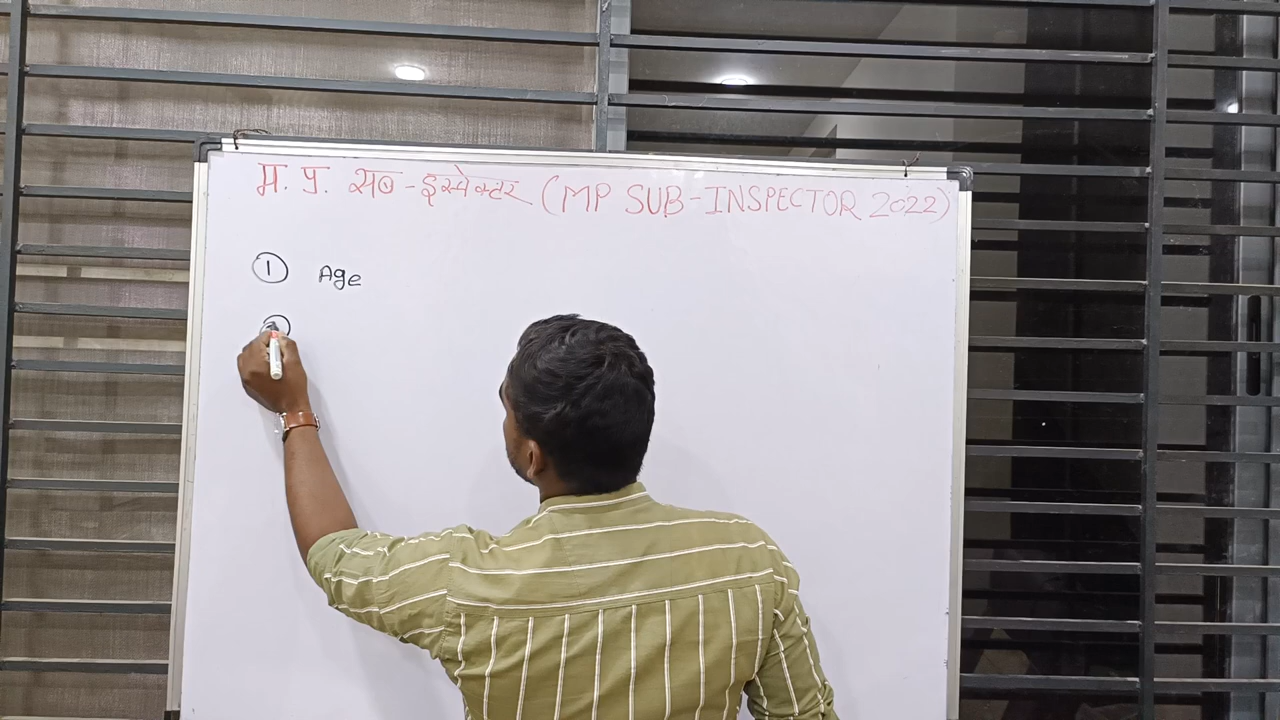 म. प्र. सब - इंस्पेक्टर (MP SUB-INSPECTOR 2022)
① Age